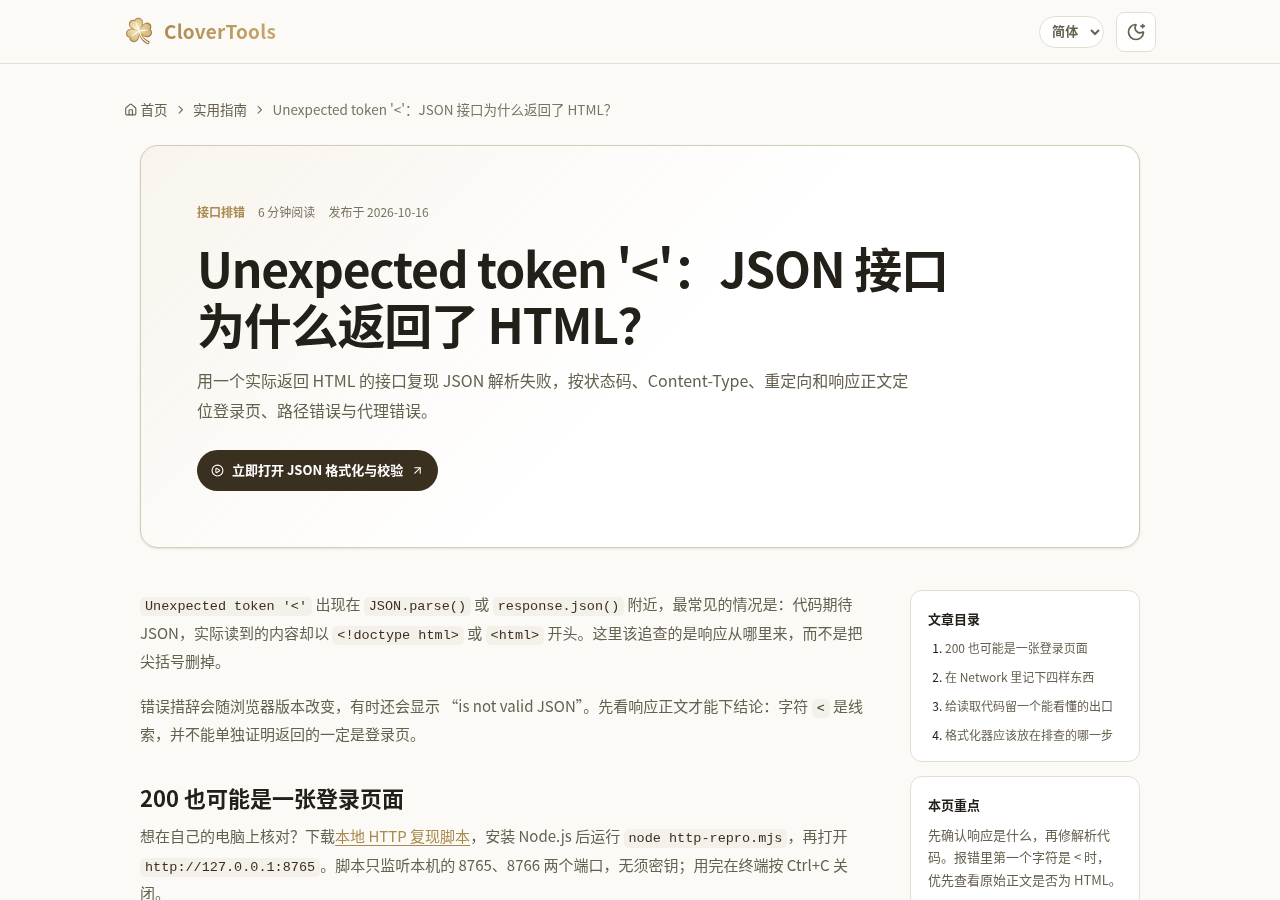 CloverTools
简体
首页 > 实用指南 > Unexpected token '<'：JSON 接口为什么返回了 HTML？
接口排错 6 分钟阅读 发布于 2026-10-16
Unexpected token '<'：JSON 接口
为什么返回了 HTML？
用一个实际返回 HTML 的接口复现 JSON 解析失败，按状态码、Content-Type、重定向和响应正文定
位登录页、路径错误与代理错误。
立即打开 JSON 格式化与校验
Unexpected token '<' 出现在 JSON.parse() 或 response.json() 附近，最常见的情况是：代码期待
JSON，实际读到的内容却以 <!doctype html> 或 <html> 开头。这里该追查的是响应从哪里来，而不是把
尖括号删掉。
错误措辞会随浏览器版本改变，有时还会显示 “is not valid JSON”。先看响应正文才能下结论：字符 < 是线
索，并不能单独证明返回的一定是登录页。
200 也可能是一张登录页面
想在自己的电脑上核对？下载本地 HTTP 复现脚本，安装 Node.js 后运行 node http-repro.mjs，再打开
http://127.0.0.1:8765。脚本只监听本机的 8765、8766 两个端口，无须密钥；用完在终端按 Ctrl+C 关
闭。
文章目录
1. 200 也可能是一张登录页面
2. 在 Network 里记下四样东西
3. 给读取代码留一个能看懂的出口
4. 格式化器应该放在排查的哪一步
本页重点
先确认响应是什么，再修解析代
码。报错里第一个字符是 < 时，
优先查看原始正文是否为 HTML。